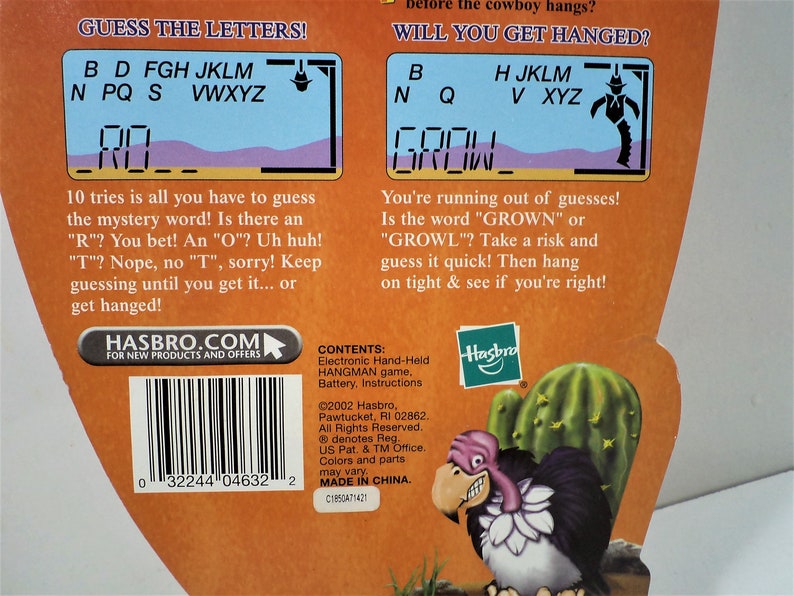 before the cowboy hangs?
GUESS THE LETTERS!
B D FGH JKLM
N PQ S VWXYZ
_RO_ _ _
10 tries is all you have to guess
the mystery word! Is there an
"R"? You bet! An "O"? Uh huh!
"T"? Nope, no "T", sorry! Keep
guessing until you get it... or
get hanged!
WILL YOU GET HANGED?
B H JKLM
N Q V XYZ
GROW_
You're running out of guesses!
Is the word "GROWN" or
"GROWL"? Take a risk and
guess it quick! Then hang
on tight & see if you're right!
HASBRO.COM
FOR NEW PRODUCTS AND OFFERS
0 32244 04632 2
CONTENTS:
Electronic Hand-Held
HANGMAN game,
Battery, Instructions
©2002 Hasbro,
Pawtucket, RI 02862.
All Rights Reserved.
® denotes Reg.
US Pat. & TM Office.
Colors and parts
may vary.
MADE IN CHINA.
C1850A71421
Hasbro
®